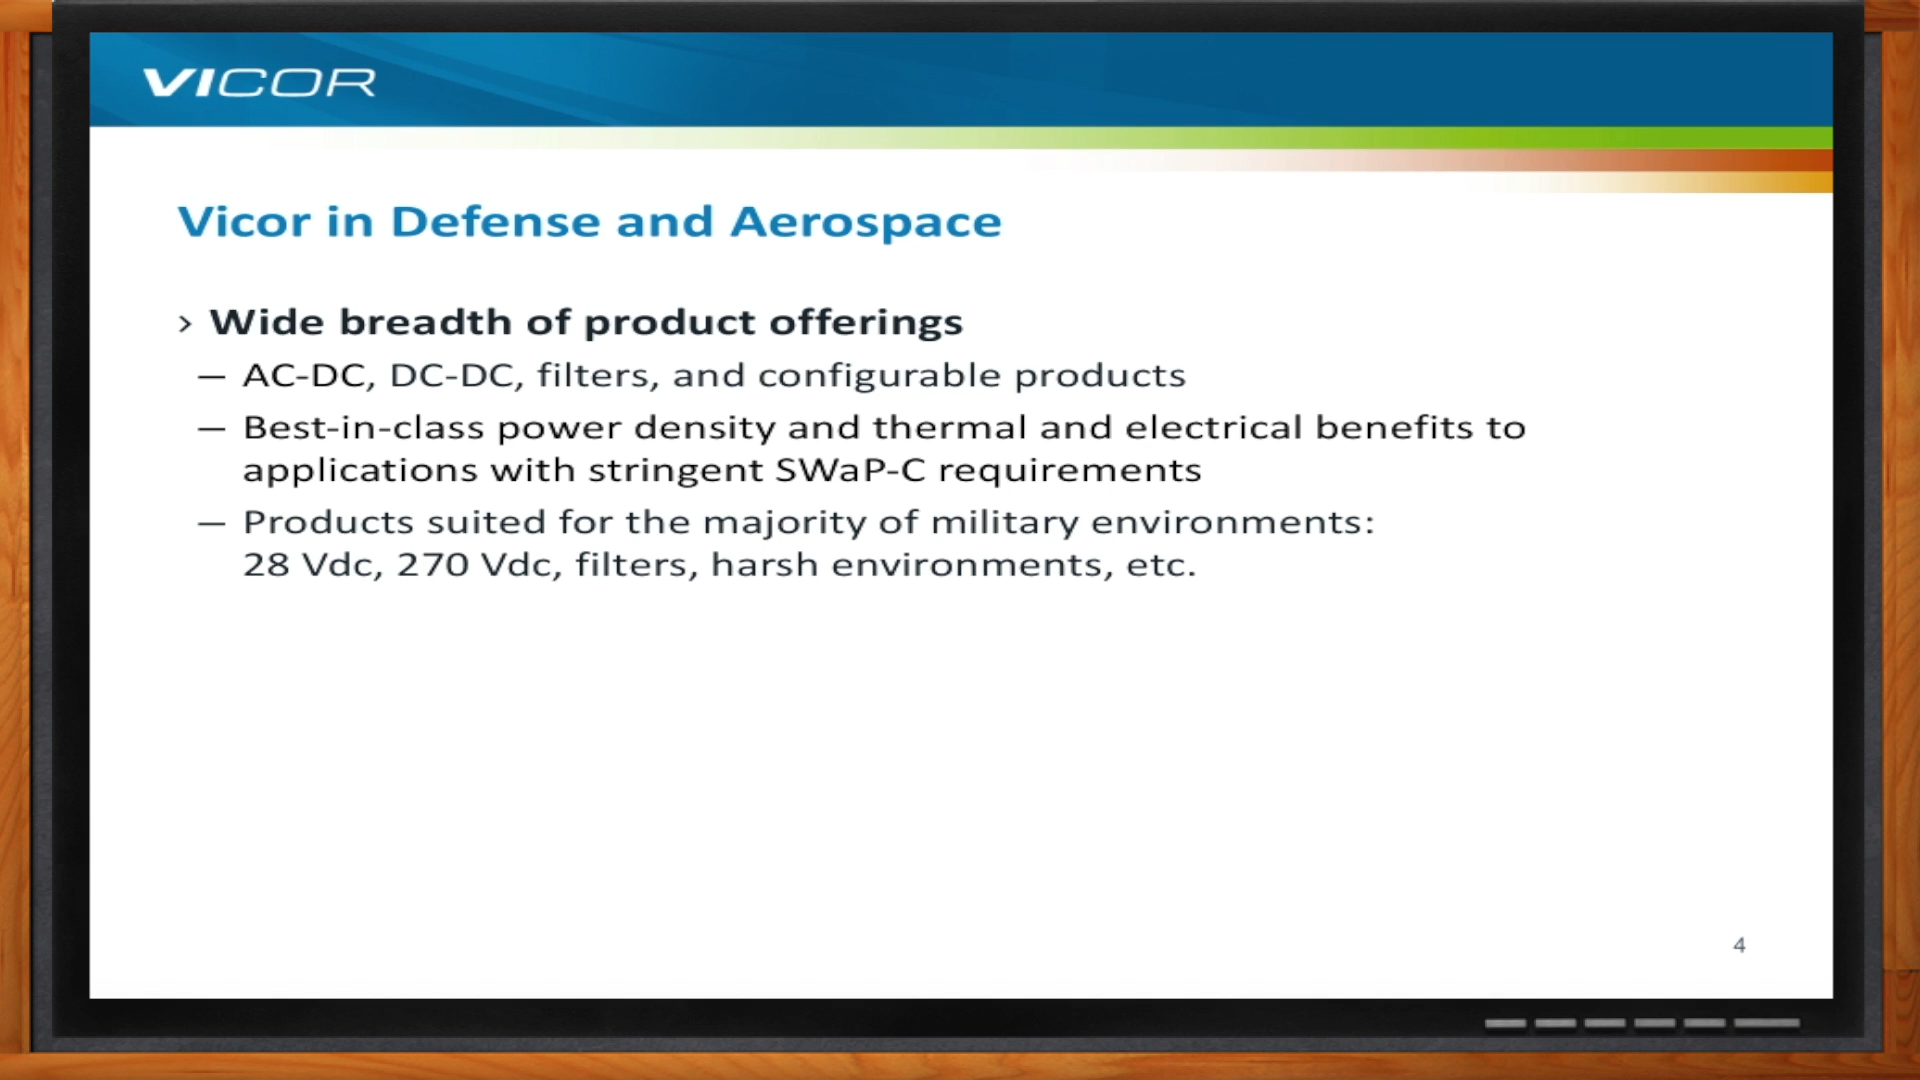 VICOR
Vicor in Defense and Aerospace
› Wide breadth of product offerings
– AC-DC, DC-DC, filters, and configurable products
– Best-in-class power density and thermal and electrical benefits to
applications with stringent SWaP-C requirements
– Products suited for the majority of military environments:
28 Vdc, 270 Vdc, filters, harsh environments, etc.
4